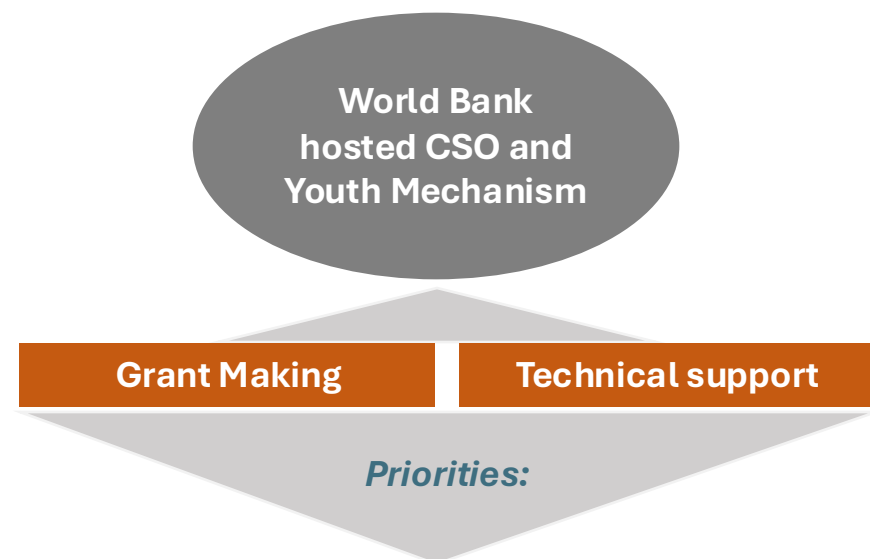 World Bank
hosted CSO and
Youth Mechanism
Grant Making
Technical support
Priorities: